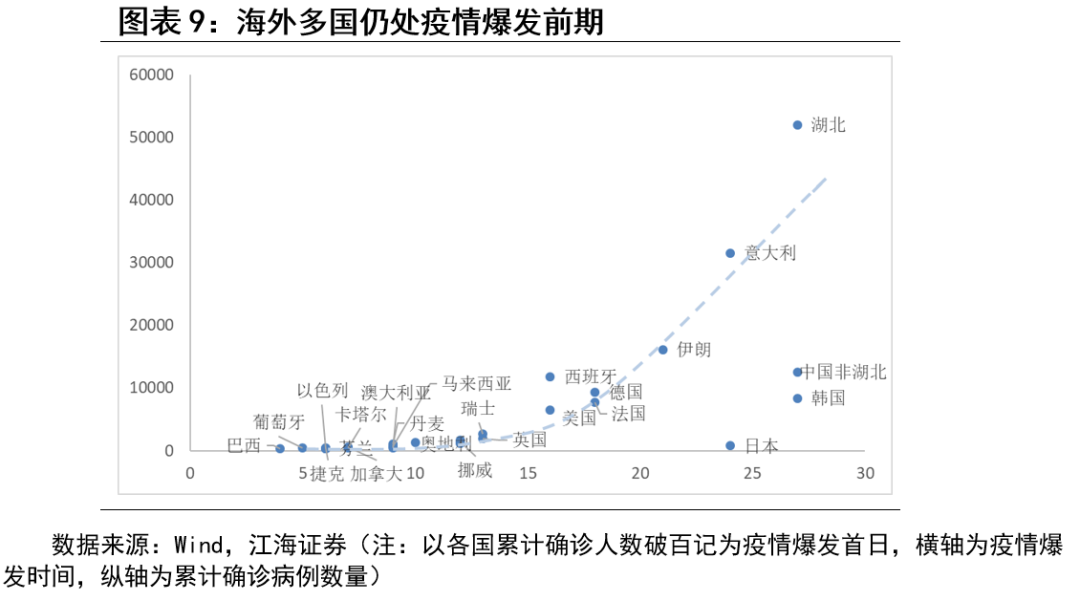 图表 9：海外多国仍处疫情爆发前期
60000
50000
40000
30000
20000
10000
0
湖北
意大利
伊朗
西班牙
中国非湖北
德国
韩国
美国
法国
日本
以色列
澳大利亚
马来西亚
葡萄牙
卡塔尔
丹麦
瑞士
巴西
芬兰
奥地利
英国
捷克
加拿大
挪威
0 5 10 15 20 25 30
数据来源：Wind，江海证券（注：以各国累计确诊人数破百记为疫情爆发首日，横轴为疫情爆
发时间，纵轴为累计确诊病例数量）